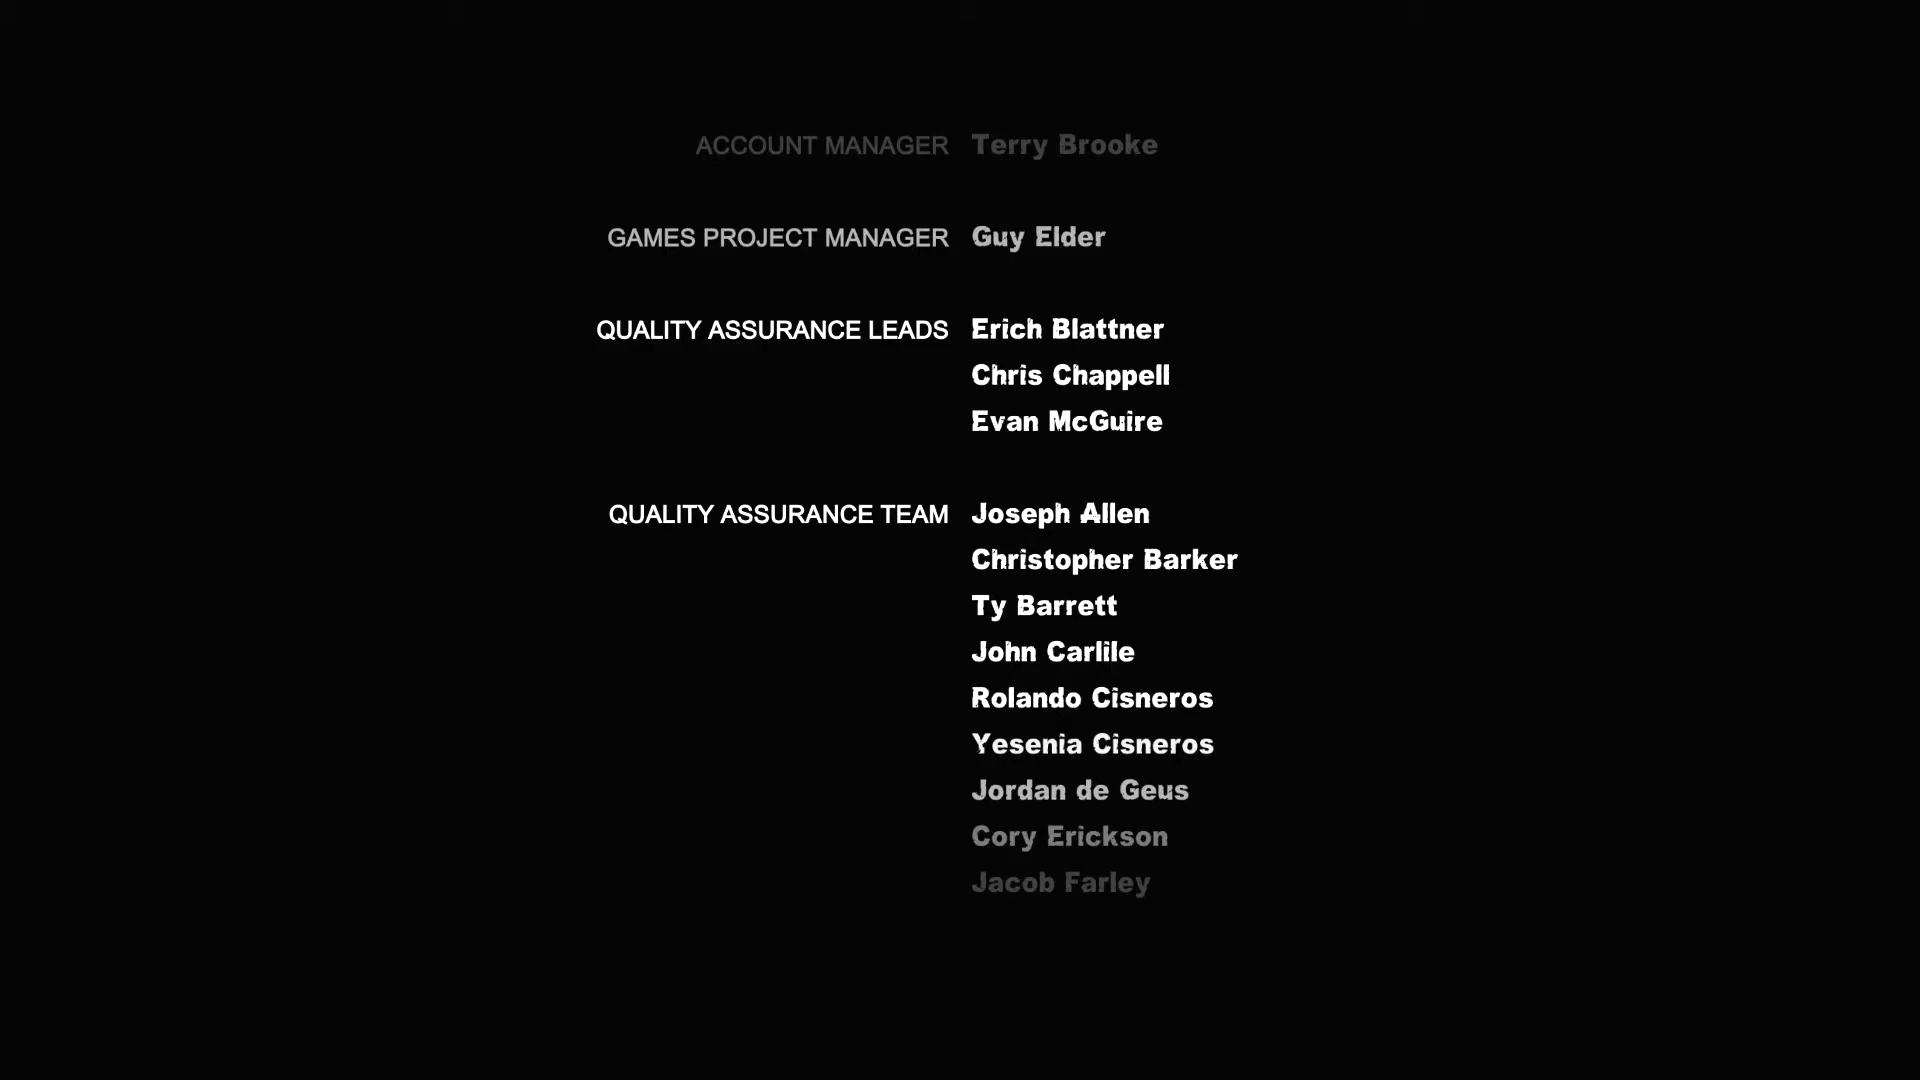 ACCOUNT MANAGER Terry Brooke
GAMES PROJECT MANAGER Guy Elder
QUALITY ASSURANCE LEADS Erich Blattner
Chris Chappell
Evan McGuire
QUALITY ASSURANCE TEAM Joseph Allen
Christopher Barker
Ty Barrett
John Carlile
Rolando Cisneros
Yesenia Cisneros
Jordan de Geus
Cory Erickson
Jacob Farley